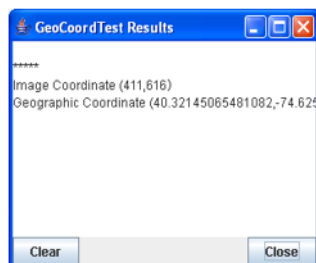 GeoCoordTest Results
*****
Image Coordinate (411,616)
Geographic Coordinate (40.32145065481082,-74.625
Clear
Close